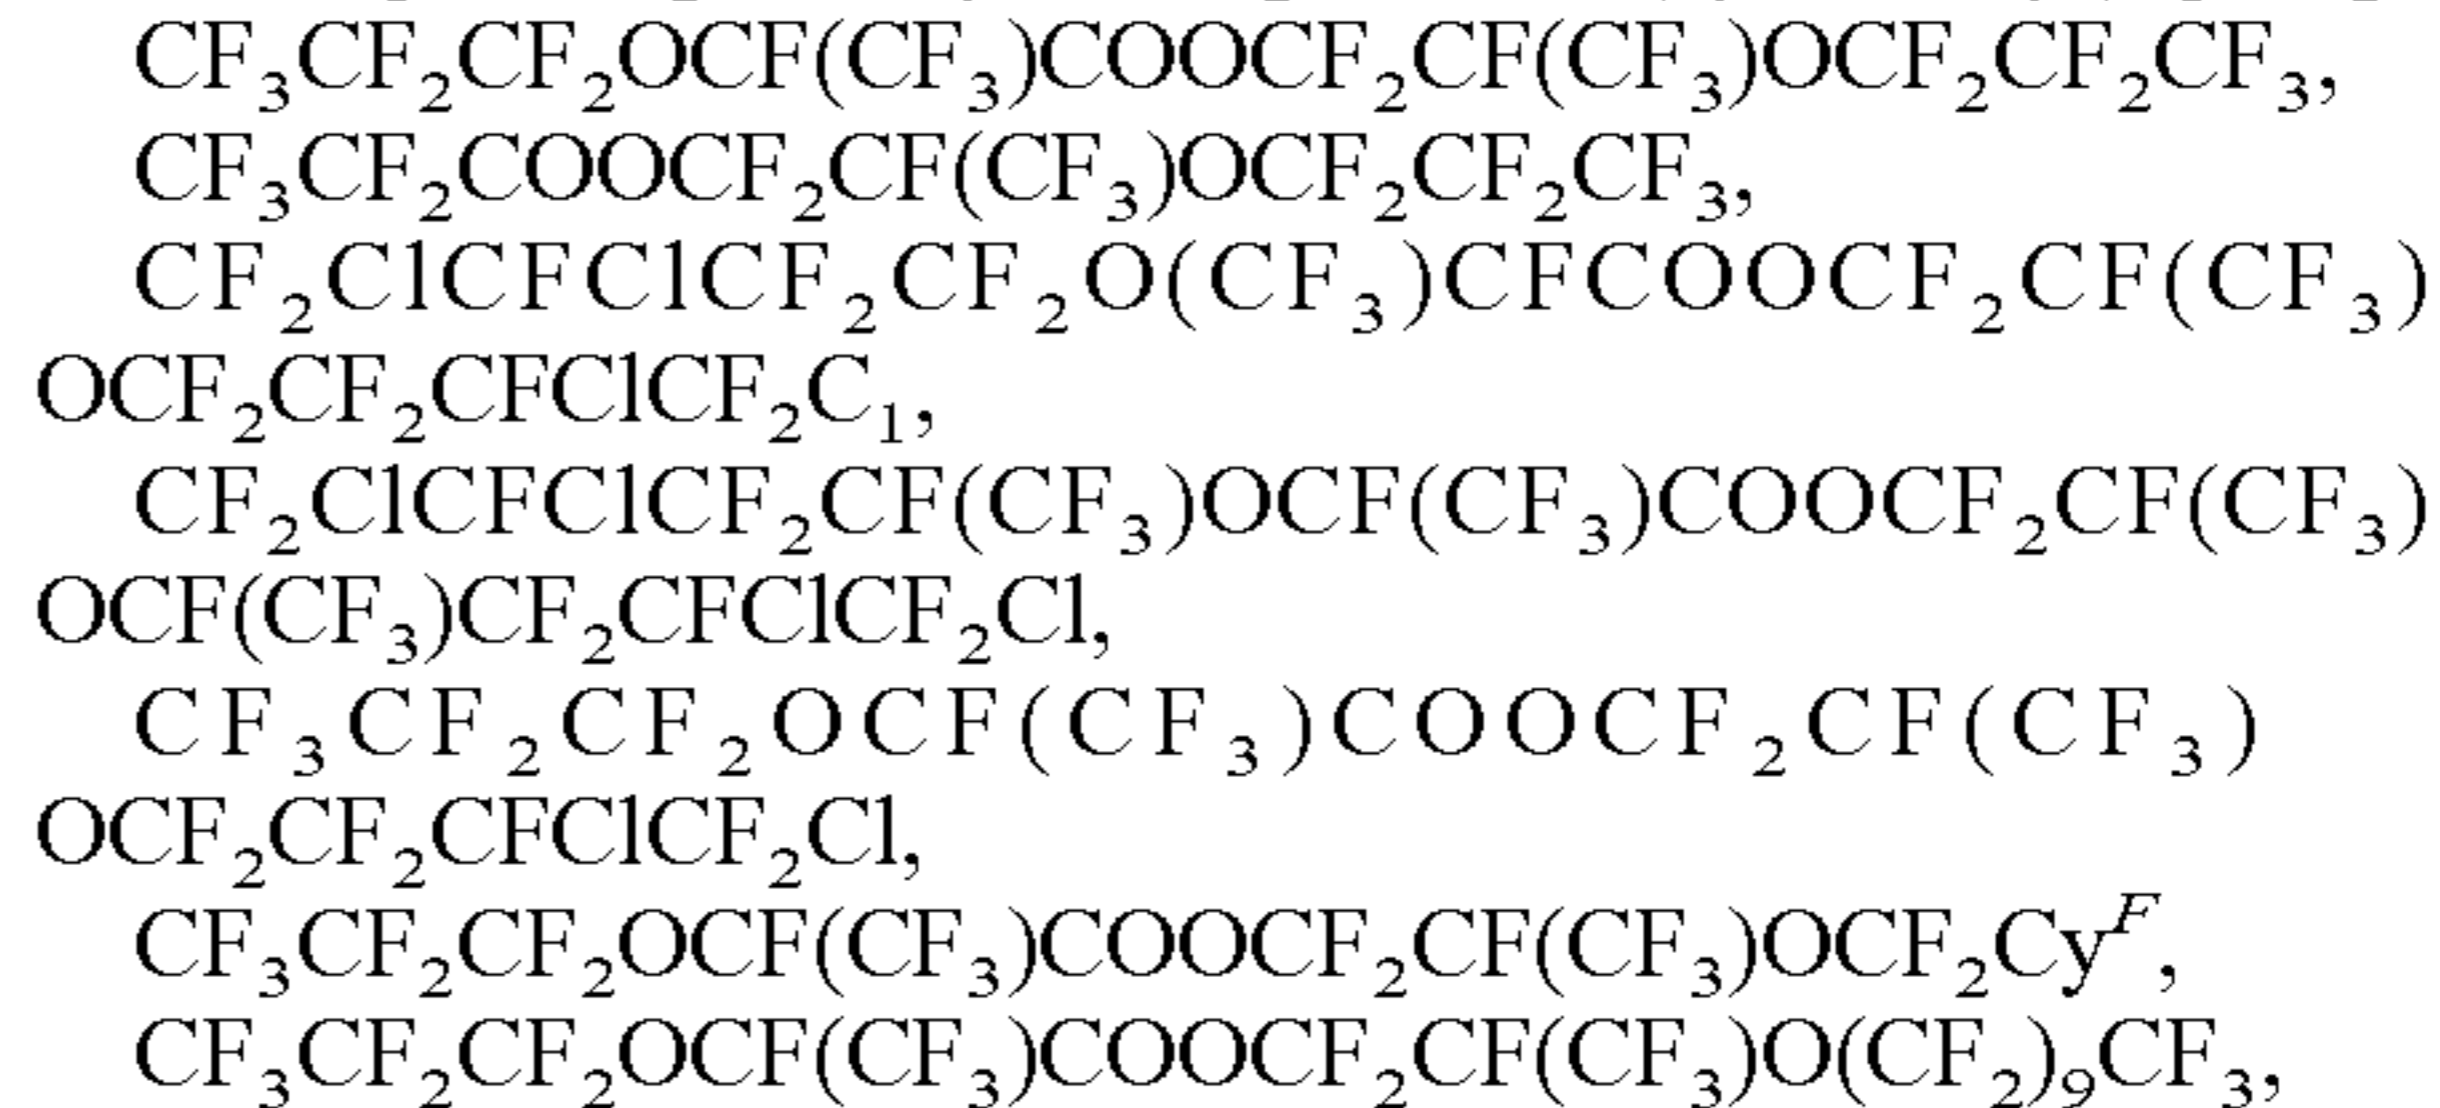 CF₃CF₂CF₂OCF(CF₃)COOCF₂CF(CF₃)OCF₂CF₂CF₃,
CF₃CF₂COOCF₂CF(CF₃)OCF₂CF₂CF₃,
CF₂ClCFClCF₂CF₂O(CF₃)CFCOOCF₂CF(CF₃)
OCF₂CF₂CFClCF₂C₁,
CF₂ClCFClCF₂CF(CF₃)OCF(CF₃)COOCF₂CF(CF₃)
OCF(CF₃)CF₂CFClCF₂Cl,
CF₃CF₂CF₂OCF(CF₃)COOCF₂CF(CF₃)
OCF₂CF₂CFClCF₂Cl,
CF₃CF₂CF₂OCF(CF₃)COOCF₂CF(CF₃)OCF₂Cyᶠ,
CF₃CF₂CF₂OCF(CF₃)COOCF₂CF(CF₃)O(CF₂)₉CF₃,